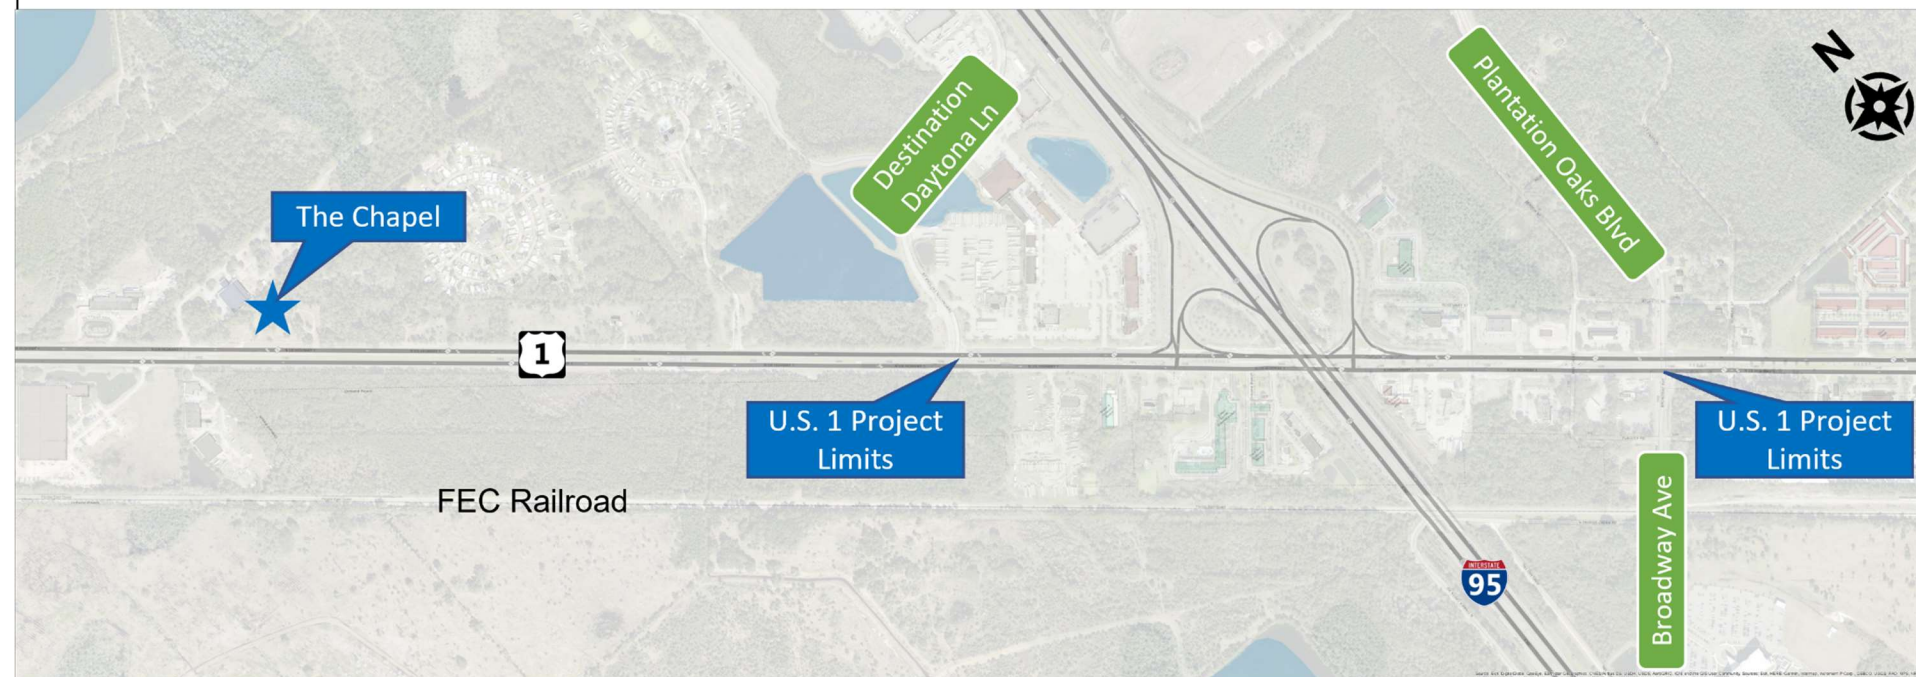 N
Destination
Daytona Ln
Plantation Oaks Blvd
The Chapel
1
U.S. 1 Project
Limits
U.S. 1 Project
Limits
FEC Railroad
INTERSTATE
95
Broadway Ave